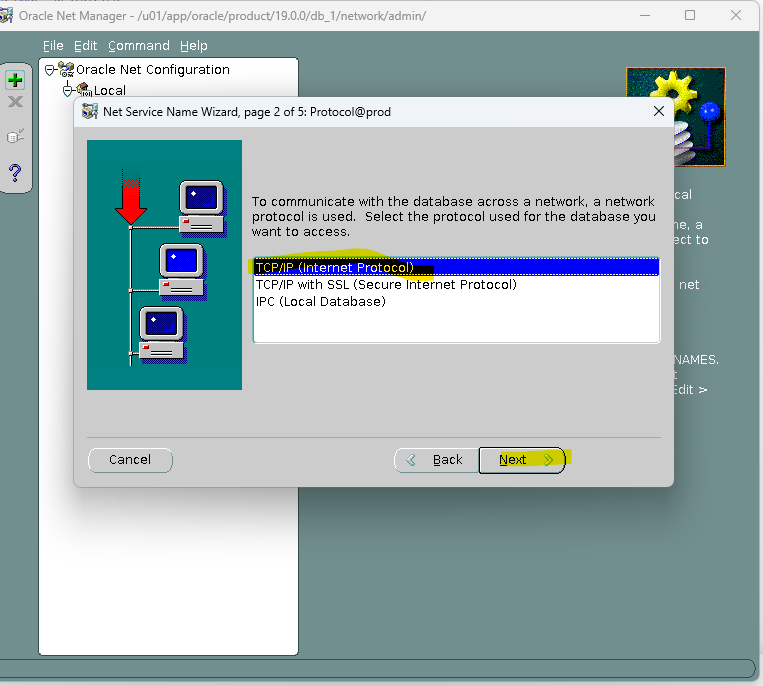 Oracle Net Manager - /u01/app/oracle/product/19.0.0/db_1/network/admin/
File Edit Command Help
Oracle Net Configuration
Local
Net Service Name Wizard, page 2 of 5: Protocol@prod
To communicate with the database across a network, a network
protocol is used. Select the protocol used for the database you
want to access.
TCP/IP (Internet Protocol)
TCP/IP with SSL (Secure Internet Protocol)
IPC (Local Database)
cal
ne, a
ect to
net
NAMES.
t
Edit >
Cancel
Back
Next
?